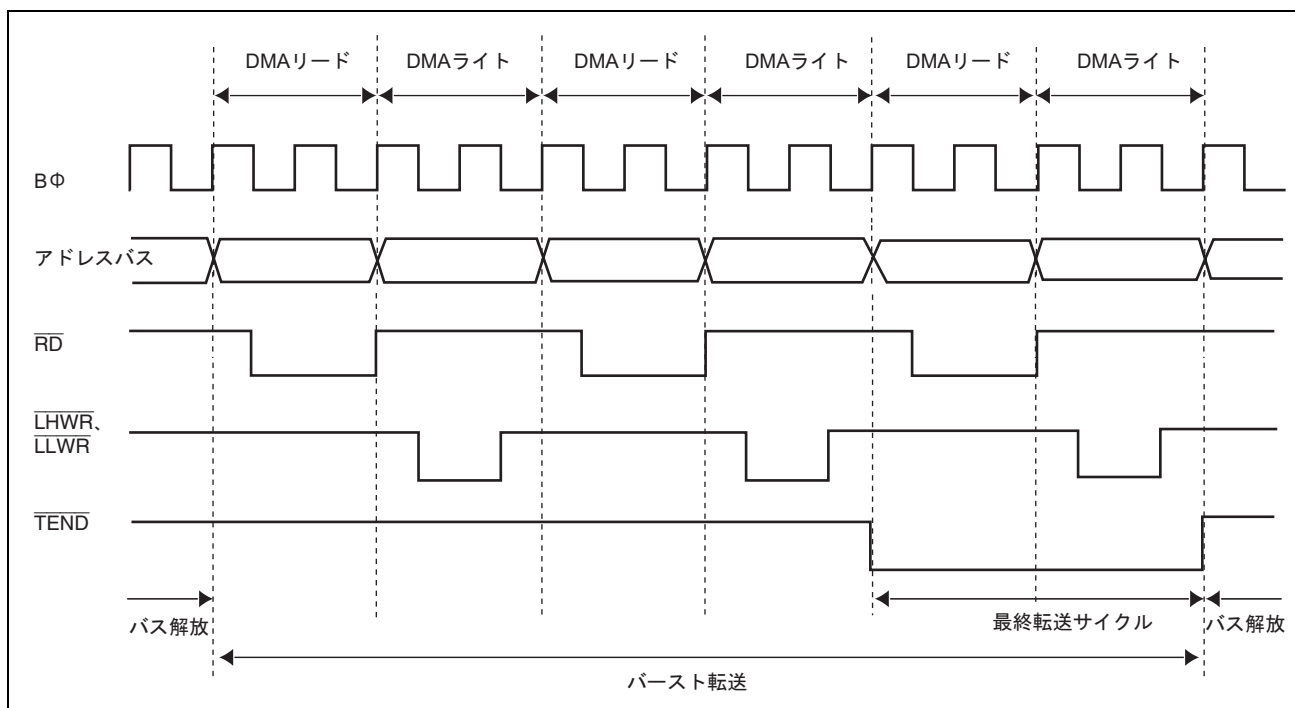 DMAリード DMAライト DMAリード DMAライト DMAリード DMAライト
BΦ
アドレスバス
RD
LHWR、
LLWR
TEND
バス解放 最終転送サイクル バス解放
バースト転送